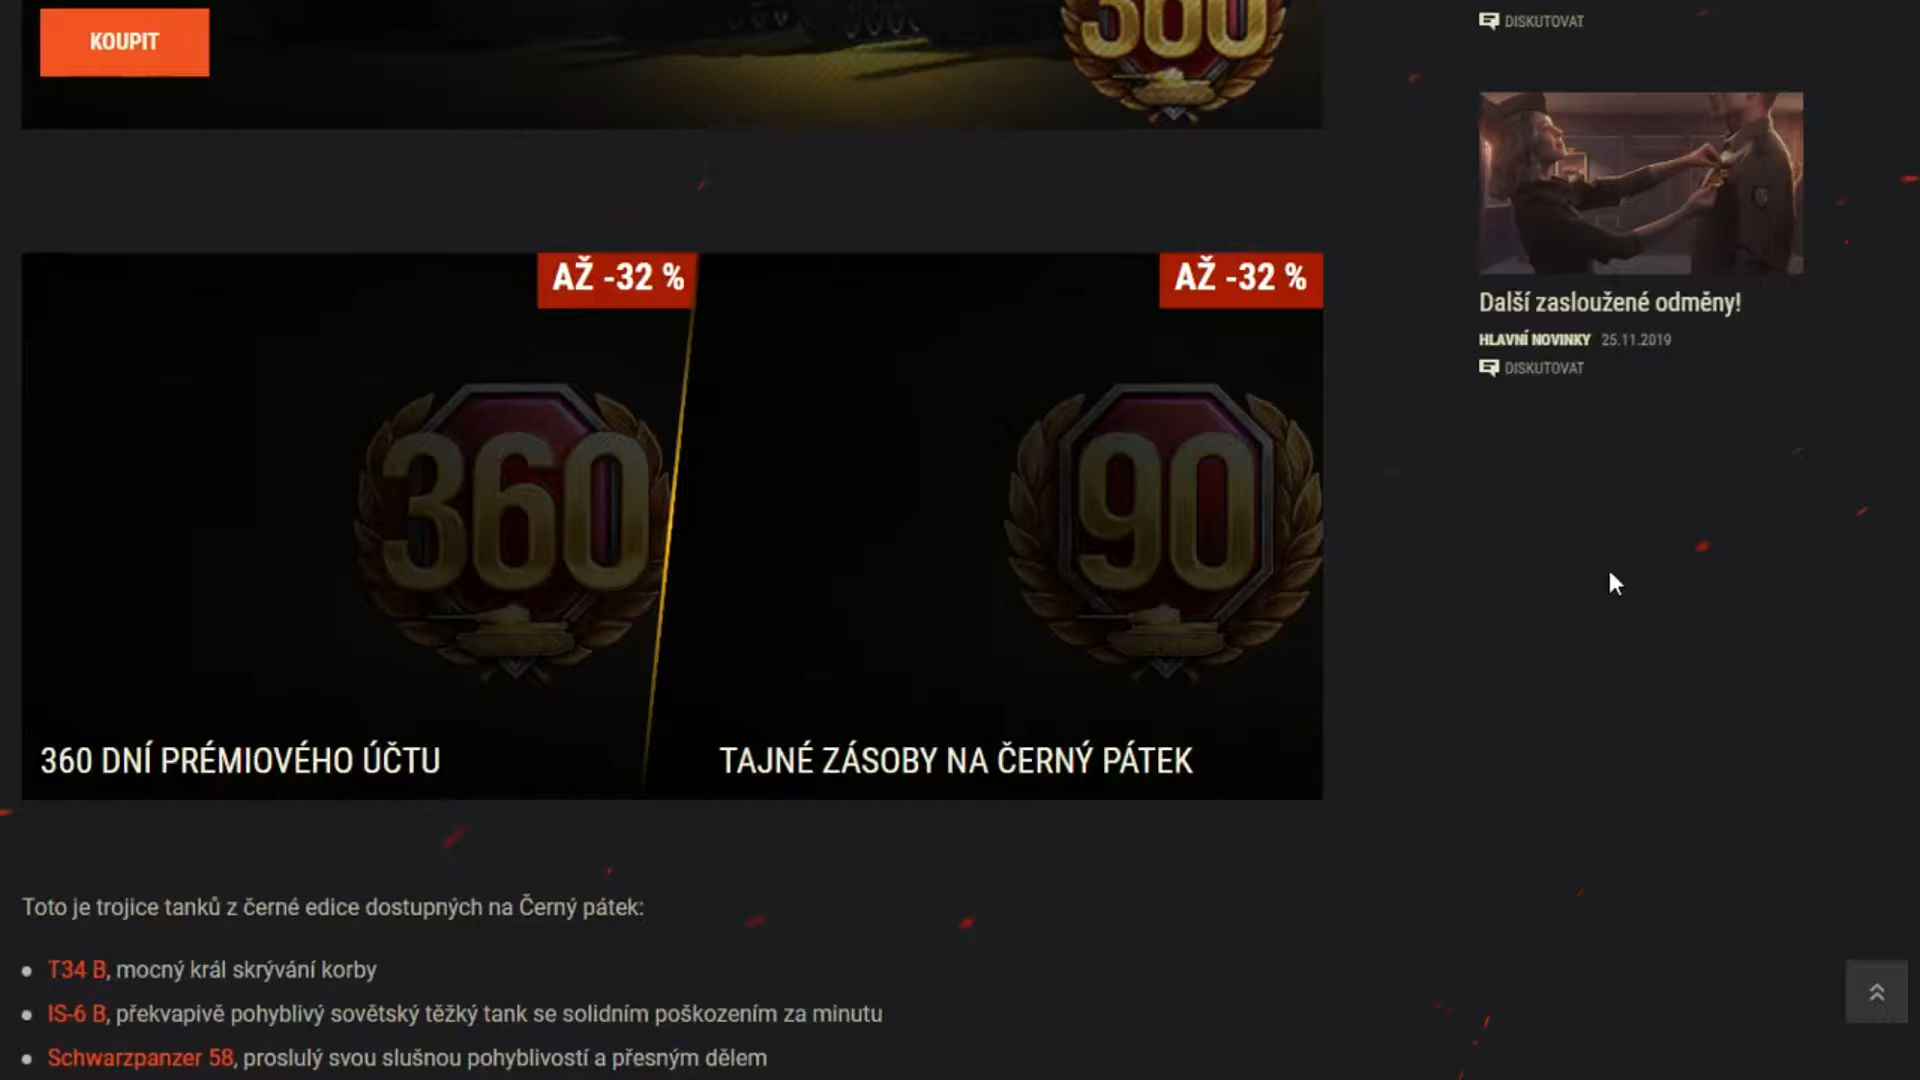 KOUPIT
360
DISKUTOVAT
AŽ -32 %
AŽ -32 %
360
90
360 DNÍ PRÉMIOVÉHO ÚČTU
TAJNÉ ZÁSOBY NA ČERNÝ PÁTEK
Další zasloužené odměny!
HLAVNÍ NOVINKY 25.11.2019
DISKUTOVAT
Toto je trojice tanků z černé edice dostupných na Černý pátek:
T34 B, mocný král skrývání korby
IS-6 B, překvapivě pohyblivý sovětský těžký tank se solidním poškozením za minutu
Schwarzpanzer 58, proslulý svou slušnou pohyblivostí a přesným dělem